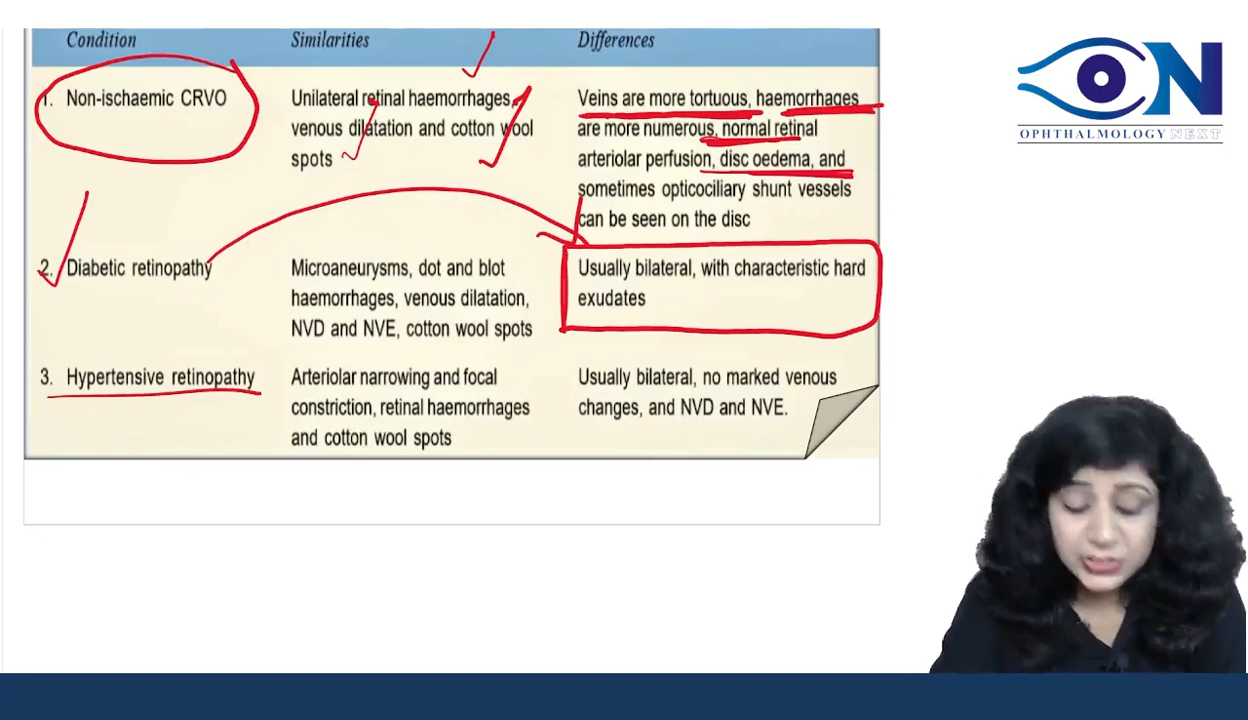 Condition Similarities Differences
1. Non-ischaemic CRVO Unilateral retinal haemorrhages, Veins are more tortuous, haemorrhages
venous dilatation and cotton wool are more numerous, normal retinal
spots arteriolar perfusion, disc oedema, and
sometimes opticociliary shunt vessels
can be seen on the disc
2. Diabetic retinopathy Microaneurysms, dot and blot Usually bilateral, with characteristic hard
haemorrhages, venous dilatation, exudates
NVD and NVE, cotton wool spots
3. Hypertensive retinopathy Arteriolar narrowing and focal Usually bilateral, no marked venous
constriction, retinal haemorrhages changes, and NVD and NVE.
and cotton wool spots
ON
OPHTHALMOLOGY NEXT